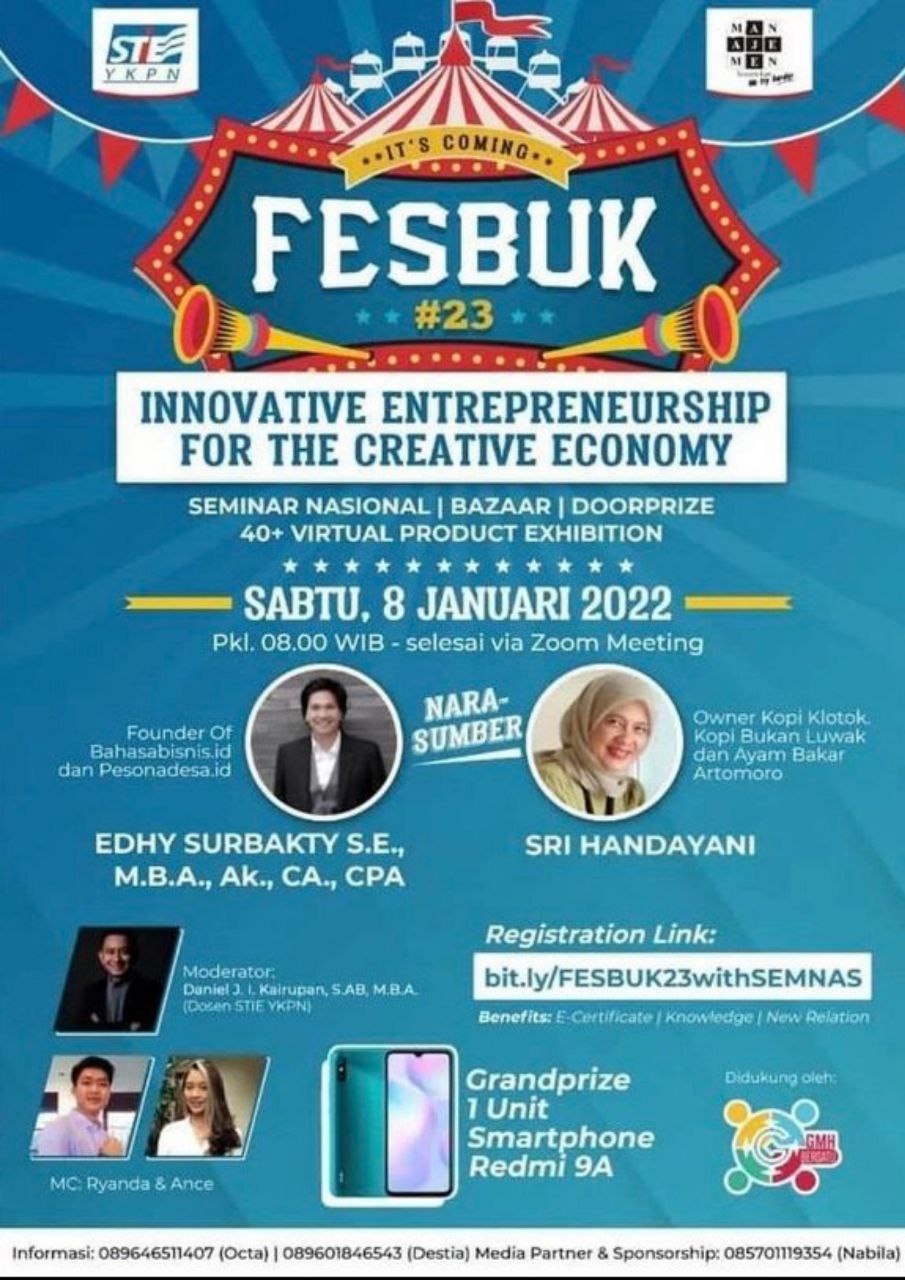 STiE
YKPN
MAN
AJE
MEN
IT'S COMING
FESBUK
#23
INNOVATIVE ENTREPRENEURSHIP
FOR THE CREATIVE ECONOMY
SEMINAR NASIONAL | BAZAAR | DOORPRIZE
40+ VIRTUAL PRODUCT EXHIBITION
SABTU, 8 JANUARI 2022
Pkl. 08.00 WIB - selesai via Zoom Meeting
NARA-
SUMBER
Founder Of
Bahasabisnis.id
dan Pesonadesa.id
EDHY SURBAKTY S.E.,
M.B.A., Ak., CA., CPA
Owner Kopi Klotok.
Kopi Bukan Luwak
dan Ayam Bakar
Artomoro
SRI HANDAYANI
Moderator:
Daniel J. I. Kairupan, S.AB, M.B.A.
(Dosen STIE YKPN)
Registration Link:
bit.ly/FESBUK23withSEMNAS
Benefits: E-Certificate | Knowledge | New Relation
MC: Ryanda & Ance
Grandprize
1 Unit
Smartphone
Redmi 9A
Didukung oleh:
GMH
BERSATU
Informasi: 089646511407 (Octa) | 089601846543 (Destia) Media Partner & Sponsorship: 085701119354 (Nabila)